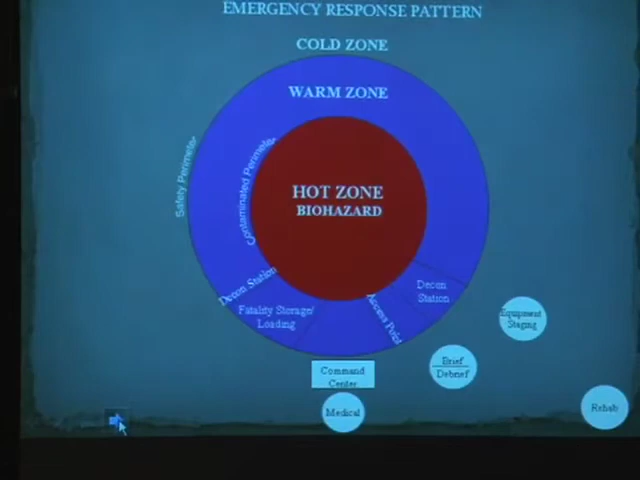 EMERGENCY RESPONSE PATTERN
COLD ZONE
WARM ZONE
Safety Perimeter
Contaminated Perimeter
HOT ZONE
BIOHAZARD
Decon Station
Fatality Storage/
Loading
Access Point
Decon
Station
Equipment
Staging
Command
Center
Brief
Debrief
Medical
Rehab